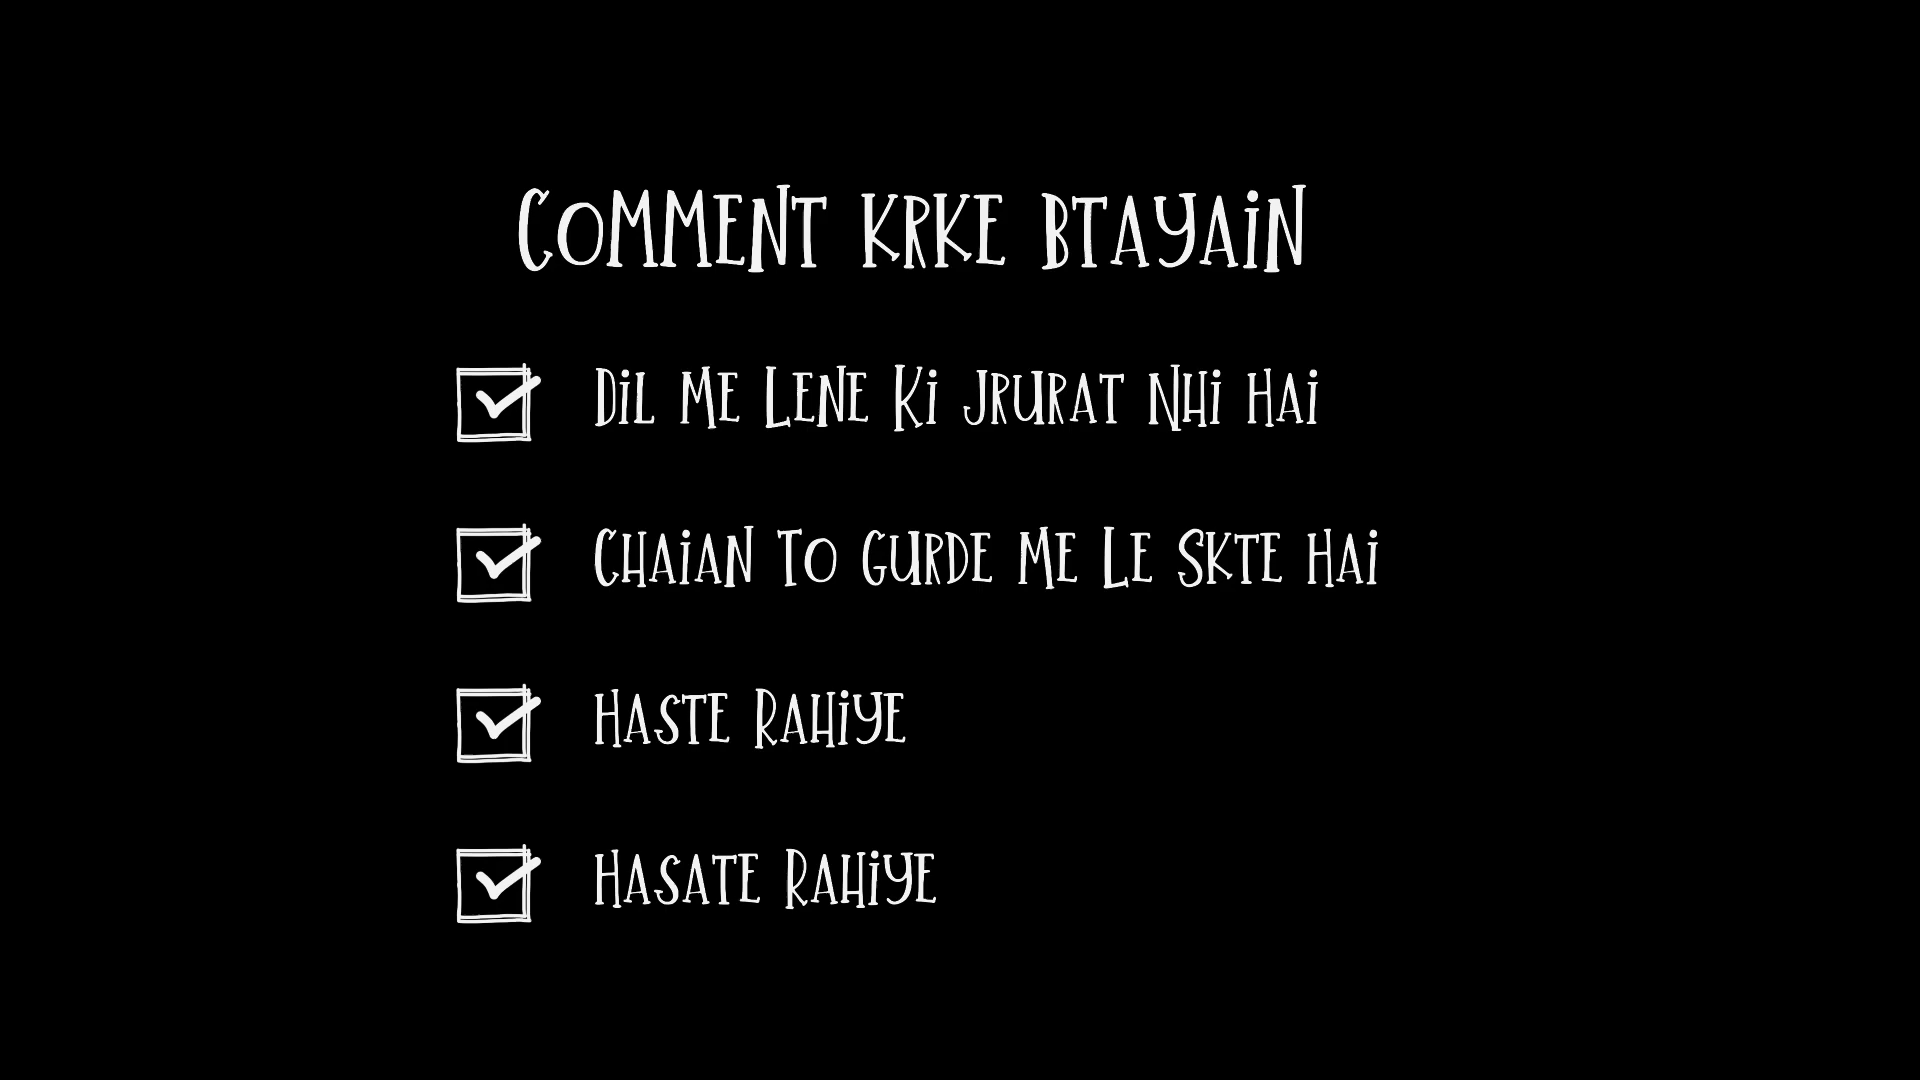 Comment krke btayain
Dil me lene ki jrurat nhi hai
Chaian to gurde me le skte hai
Haste Rahiye
Hasate Rahiye